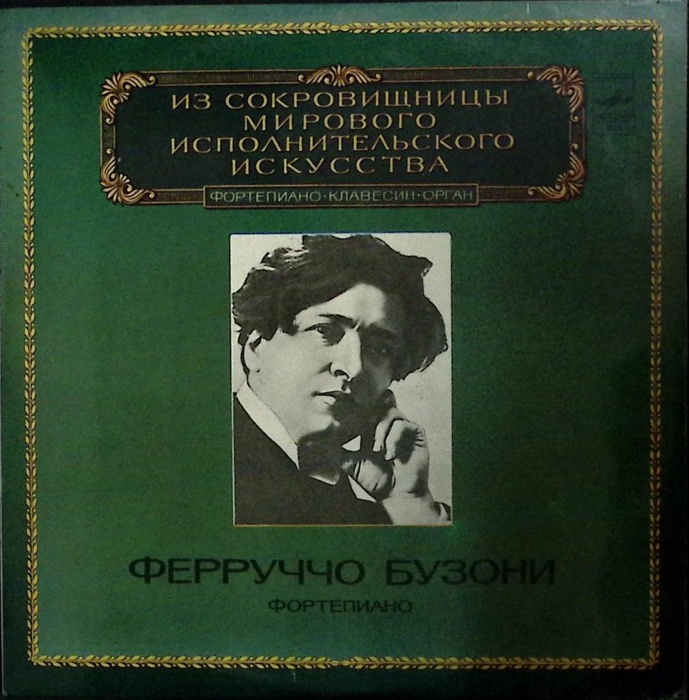 ИЗ СОКРОВИЩНИЦЫ
МИРОВОГО
ИСПОЛНИТЕЛЬСКОГО
ИСКУССТВА
ФОРТЕПИАНО·КЛАВЕСИН·ОРГАН
ФЕРРУЧЧО БУЗОНИ
ФОРТЕПИАНО